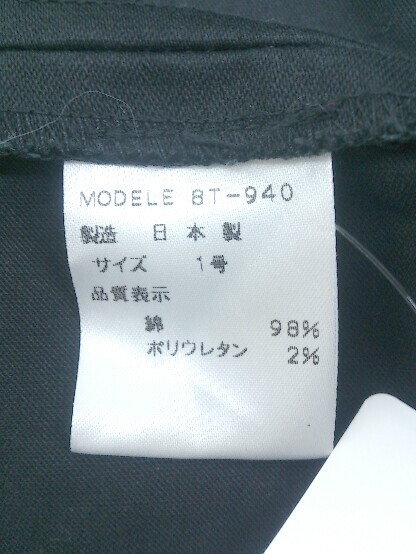 MODELE 8T-940
製造 日本製
サイズ 1号
品質表示
綿 98%
ポリウレタン 2%